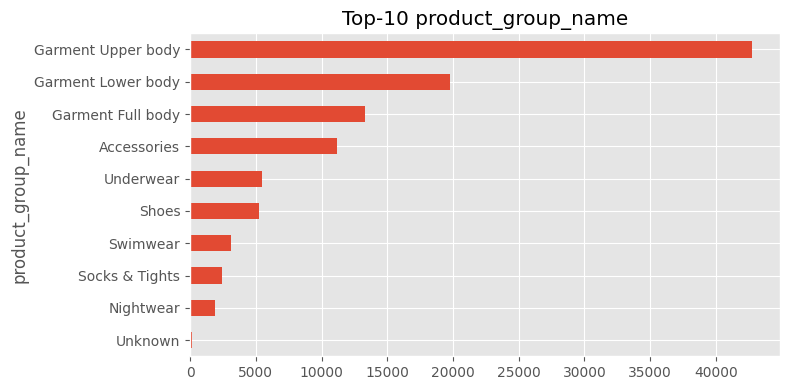 Top-10 product_group_name
product_group_name
Garment Upper body
Garment Lower body
Garment Full body
Accessories
Underwear
Shoes
Swimwear
Socks & Tights
Nightwear
Unknown
0 5000 10000 15000 20000 25000 30000 35000 40000